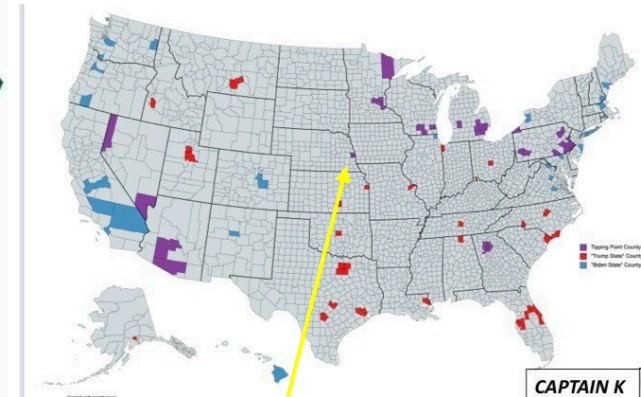 Tipping Point County
"Trump State" County
"Biden State" County
CAPTAIN K